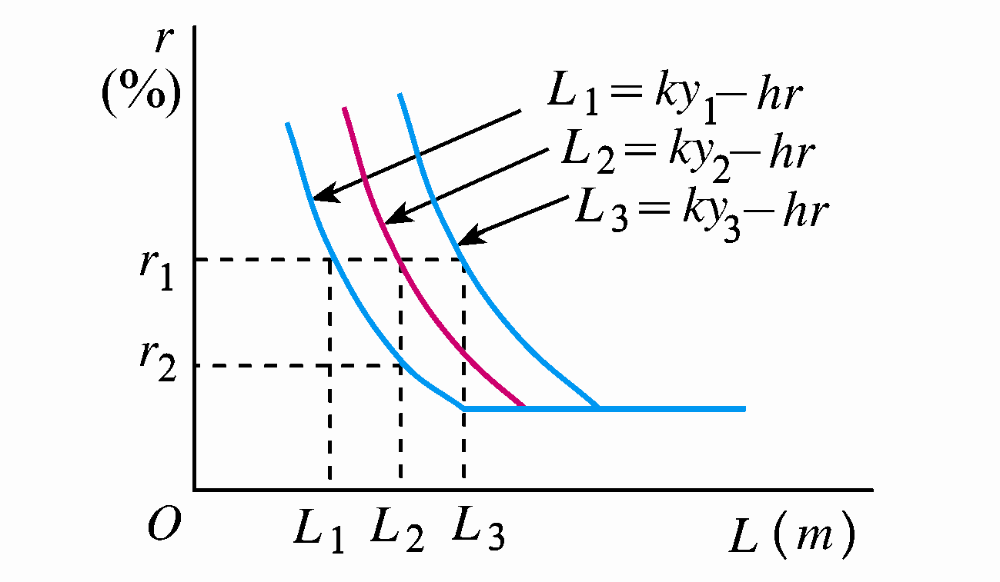 r
(%)
L₁ = ky₁ − hr
L₂ = ky₂ − hr
L₃ = ky₃ − hr
r₁
r₂
O
L₁ L₂ L₃
L (m)